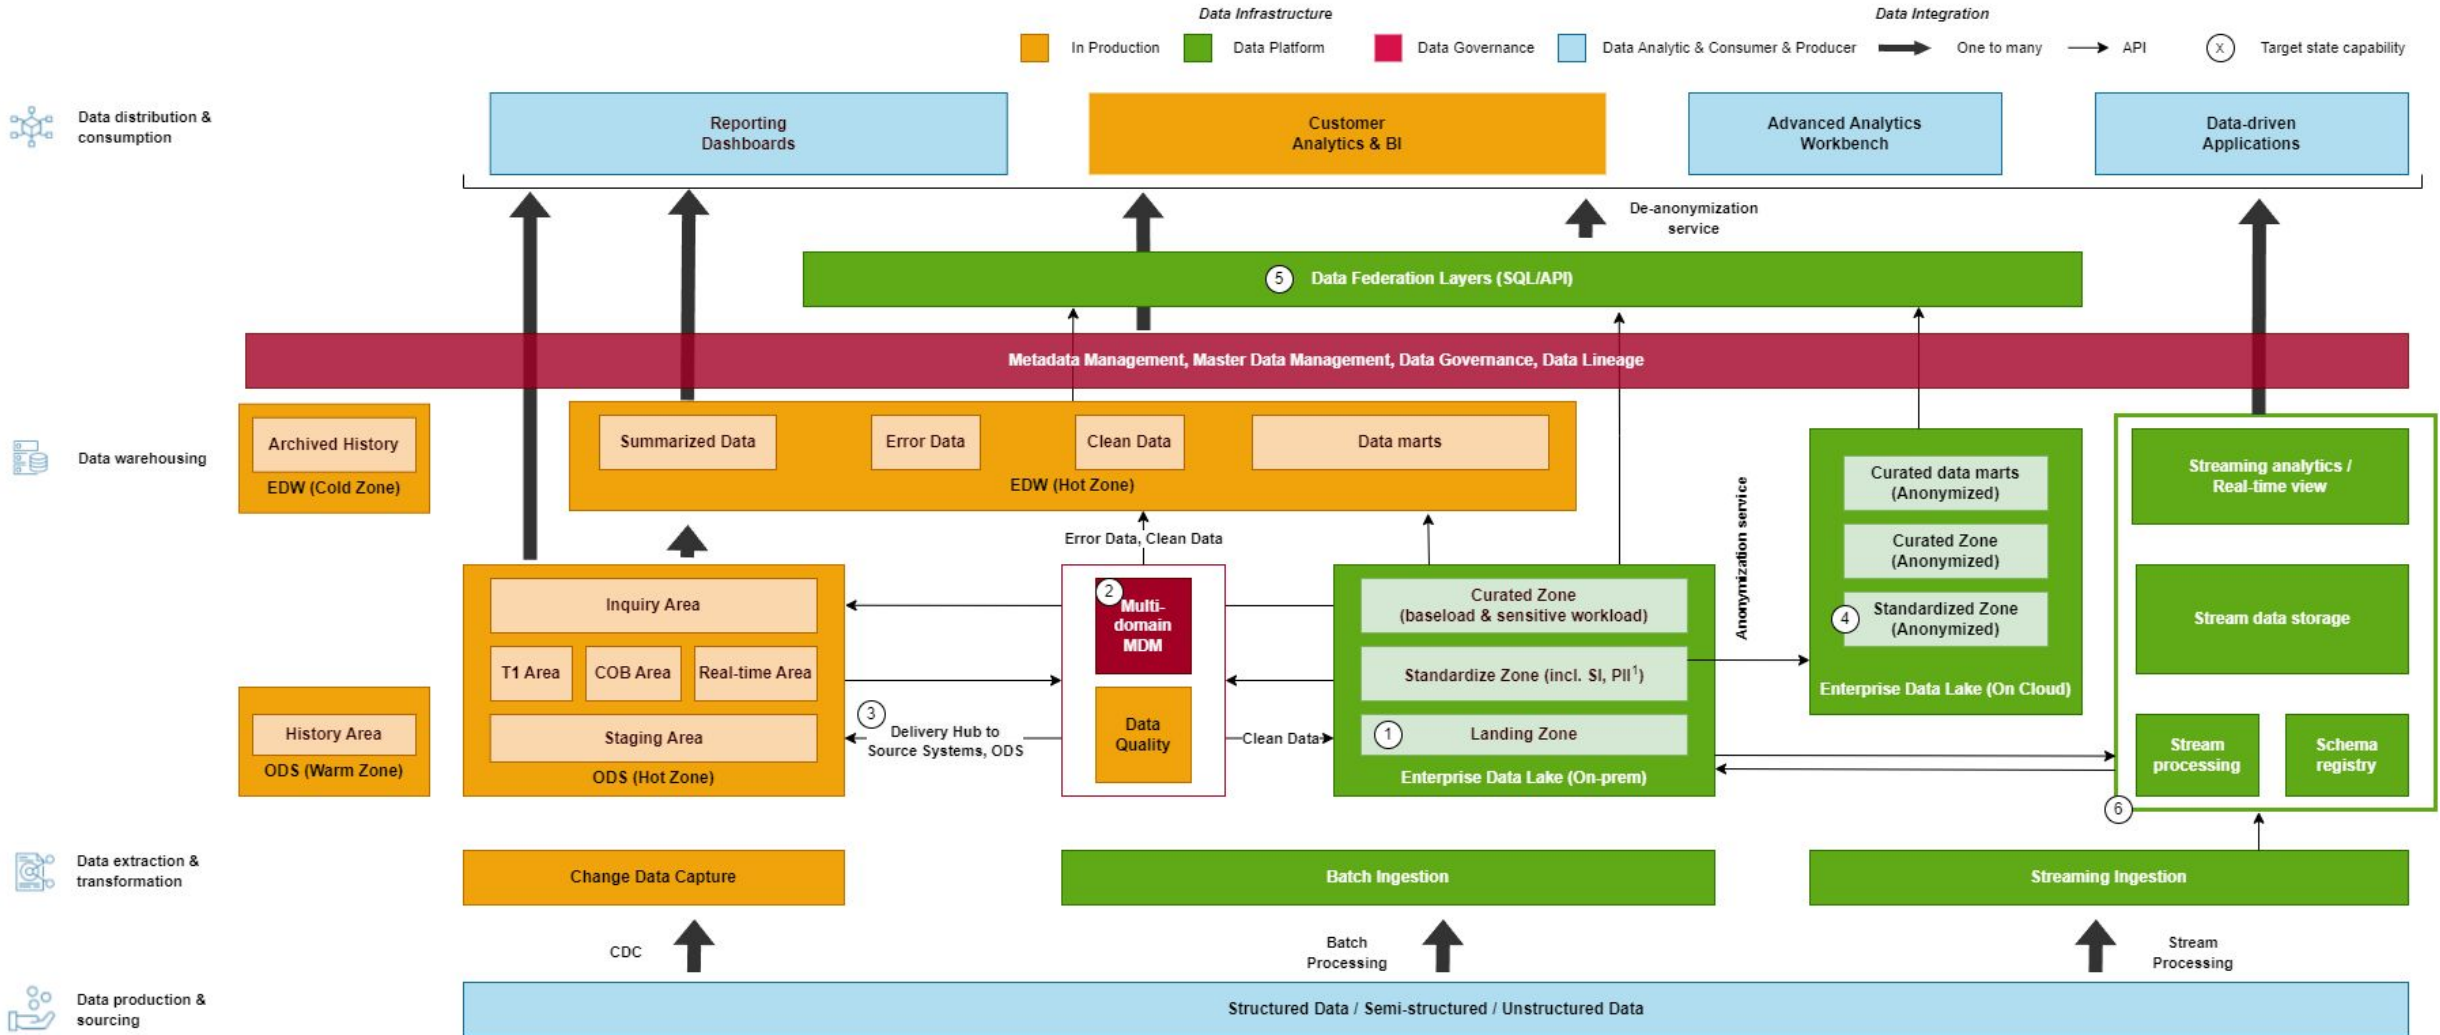 Data Infrastructure
Data Integration
In Production
Data Platform
Data Governance
Data Analytic & Consumer & Producer
One to many
API
X
Target state capability
Data distribution &
consumption
Reporting
Dashboards
Customer
Analytics & BI
Advanced Analytics
Workbench
Data-driven
Applications
De-anonymization
service
5
Data Federation Layers (SQL/API)
Metadata Management, Master Data Management, Data Governance, Data Lineage
Data warehousing
Archived History
EDW (Cold Zone)
Summarized Data
Error Data
Clean Data
Data marts
EDW (Hot Zone)
Error Data, Clean Data
Anonymization service
Curated data marts
(Anonymized)
Curated Zone
(Anonymized)
4
Standardized Zone
(Anonymized)
Enterprise Data Lake (On Cloud)
Streaming analytics /
Real-time view
Stream data storage
Stream
processing
Schema
registry
6
Inquiry Area
T1 Area
COB Area
Real-time Area
Staging Area
ODS (Hot Zone)
History Area
ODS (Warm Zone)
3
Delivery Hub to
Source Systems, ODS
2
Multi-
domain
MDM
Data
Quality
Clean Data
Curated Zone
(baseload & sensitive workload)
Standardize Zone (incl. SI, PII¹)
1
Landing Zone
Enterprise Data Lake (On-prem)
Data extraction &
transformation
Change Data Capture
Batch Ingestion
Streaming Ingestion
CDC
Batch
Processing
Stream
Processing
Data production &
sourcing
Structured Data / Semi-structured / Unstructured Data